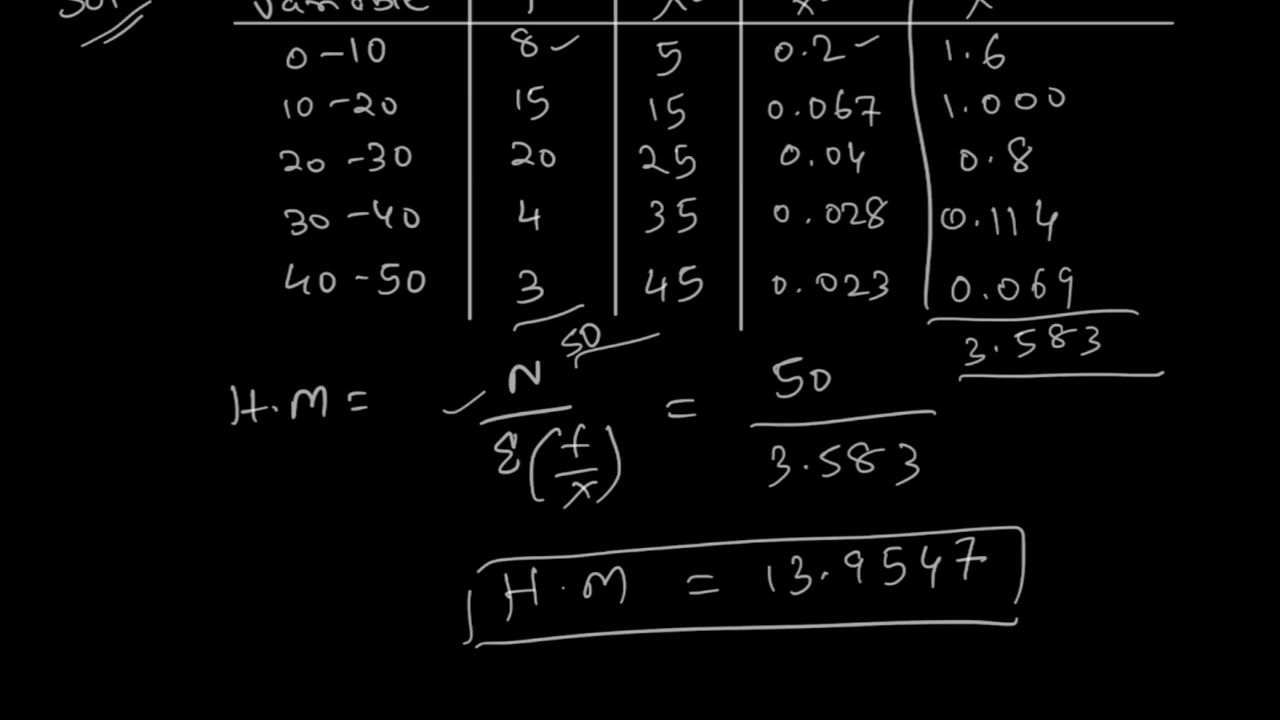 Sol
Variable f x
0-10 8 5 0.2 1.6
10-20 15 15 0.067 1.000
20-30 20 25 0.04 0.8
30-40 4 35 0.028 0.114
40-50 3 45 0.023 0.069
50 3.583
H.M = N / Σ(f/x) = 50 / 3.583
H.M = 13.9547